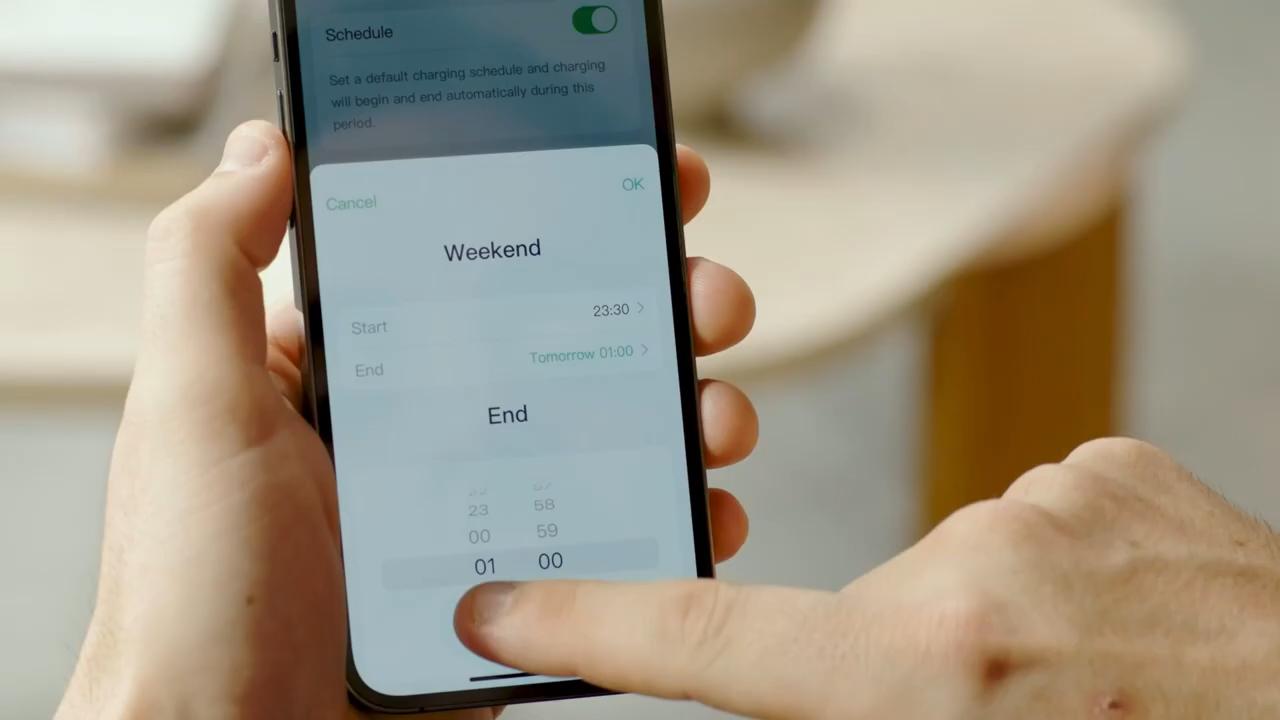 Schedule
Set a default charging schedule and charging
will begin and end automatically during this
period.
Cancel
OK
Weekend
Start
23:30
End
Tomorrow 01:00
End
23 58
00 59
01 00